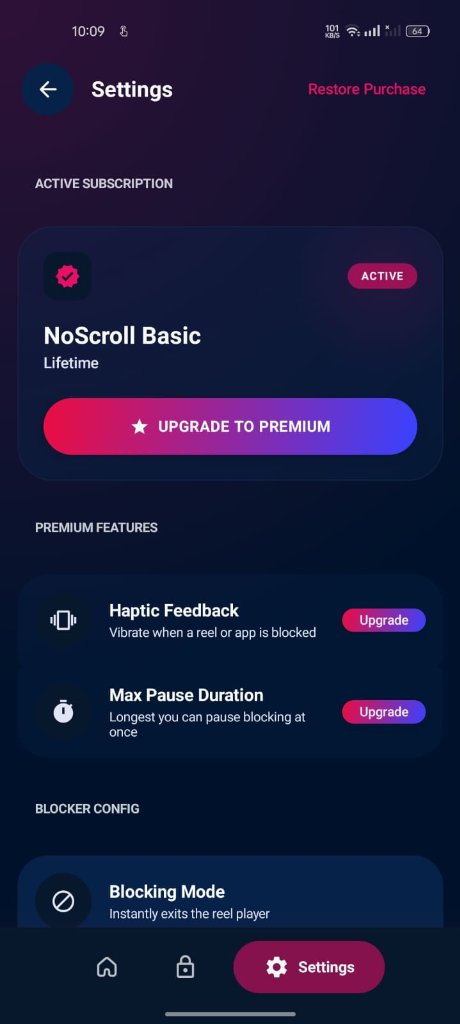 10:09
101
KB/S
64
Settings
Restore Purchase
ACTIVE SUBSCRIPTION
ACTIVE
NoScroll Basic
Lifetime
UPGRADE TO PREMIUM
PREMIUM FEATURES
Haptic Feedback
Vibrate when a reel or app is blocked
Upgrade
Max Pause Duration
Longest you can pause blocking at
once
Upgrade
BLOCKER CONFIG
Blocking Mode
Instantly exits the reel player
Settings